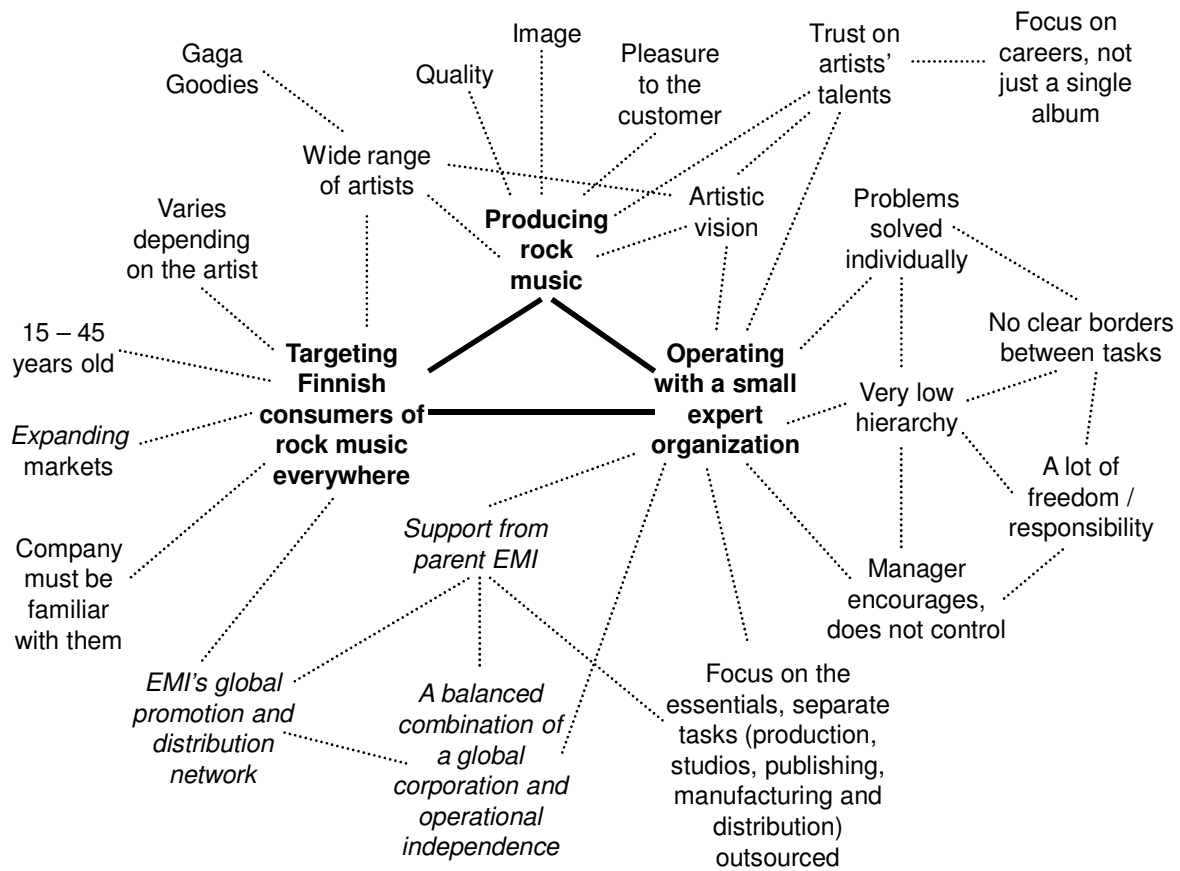 Gaga
Goodies
Quality
Image
Pleasure
to the
customer
Trust on
artists’
talents
Focus on
careers, not
just a single
album
Wide range
of artists
Varies
depending
on the artist
Producing
rock
music
Artistic
vision
Problems
solved
individually
15 – 45
years old
Targeting
Finnish
consumers of
rock music
everywhere
Operating
with a small
expert
organization
No clear borders
between tasks
Very low
hierarchy
Expanding
markets
A lot of
freedom /
responsibility
Company
must be
familiar
with them
Support from
parent EMI
Manager
encourages,
does not control
EMI’s global
promotion and
distribution
network
A balanced
combination of
a global
corporation and
operational
independence
Focus on the
essentials, separate
tasks (production,
studios, publishing,
manufacturing and
distribution)
outsourced